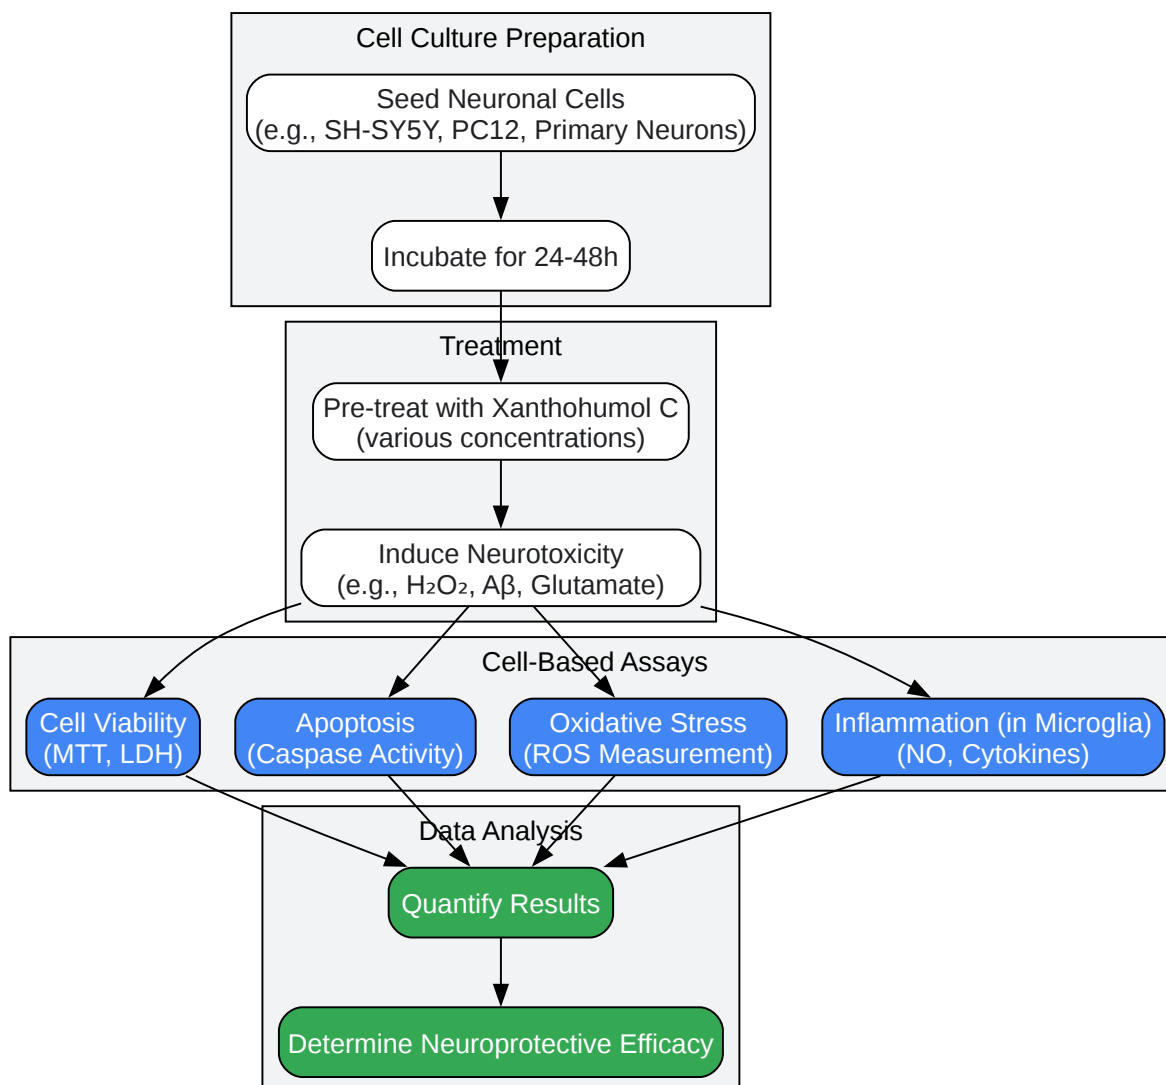 Cell Culture Preparation
Seed Neuronal Cells
(e.g., SH-SY5Y, PC12, Primary Neurons)
Incubate for 24-48h
Treatment
Pre-treat with Xanthohumol C
(various concentrations)
Induce Neurotoxicity
(e.g., H₂O₂, Aβ, Glutamate)
Cell-Based Assays
Cell Viability
(MTT, LDH)
Apoptosis
(Caspase Activity)
Oxidative Stress
(ROS Measurement)
Inflammation (in Microglia)
(NO, Cytokines)
Data Analysis
Quantify Results
Determine Neuroprotective Efficacy